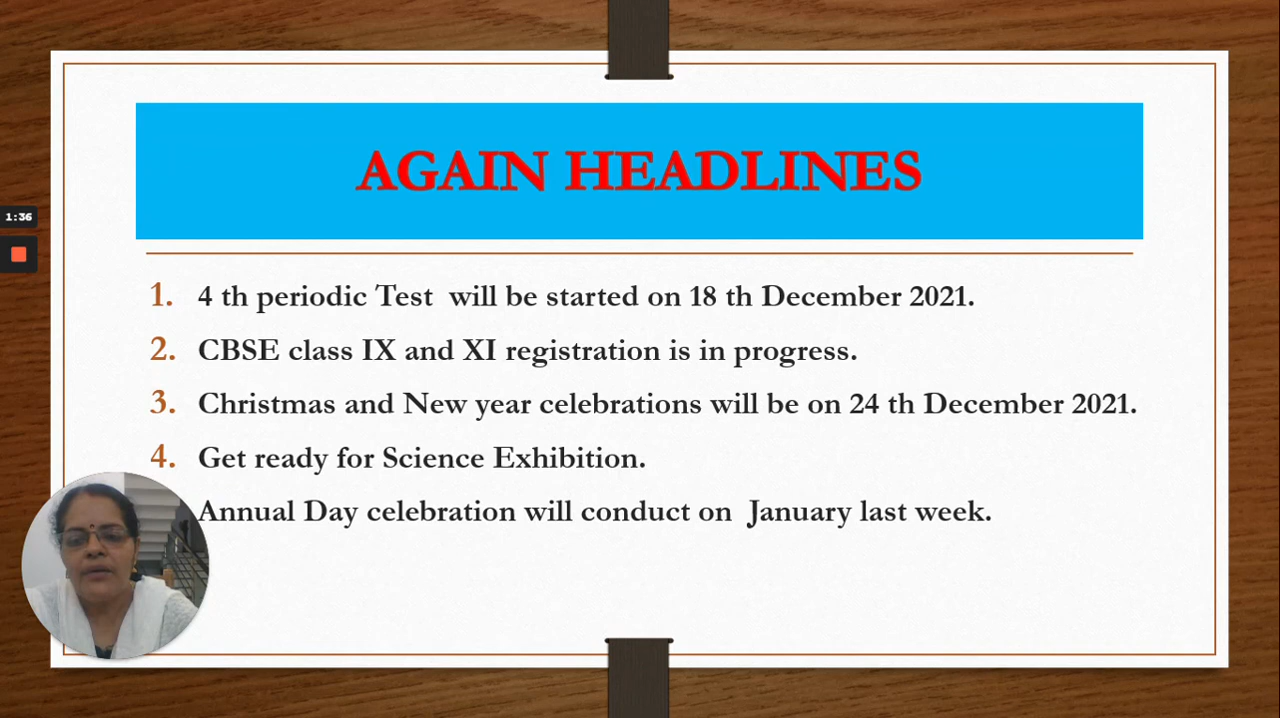 AGAIN HEADLINES
1:36
1. 4 th periodic Test will be started on 18 th December 2021.
2. CBSE class IX and XI registration is in progress.
3. Christmas and New year celebrations will be on 24 th December 2021.
4. Get ready for Science Exhibition.
Annual Day celebration will conduct on January last week.